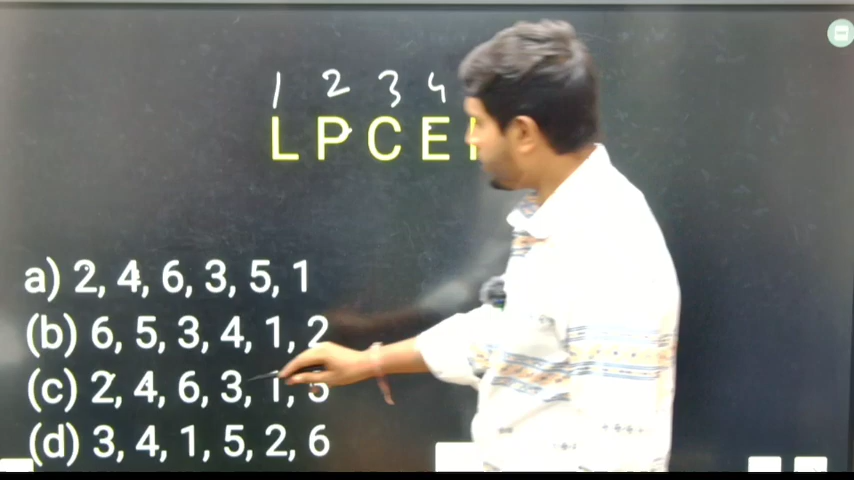 1 2 3 4
L P C E
a) 2, 4, 6, 3, 5, 1
(b) 6, 5, 3, 4, 1, 2
(c) 2, 4, 6, 3, 1, 5
(d) 3, 4, 1, 5, 2, 6